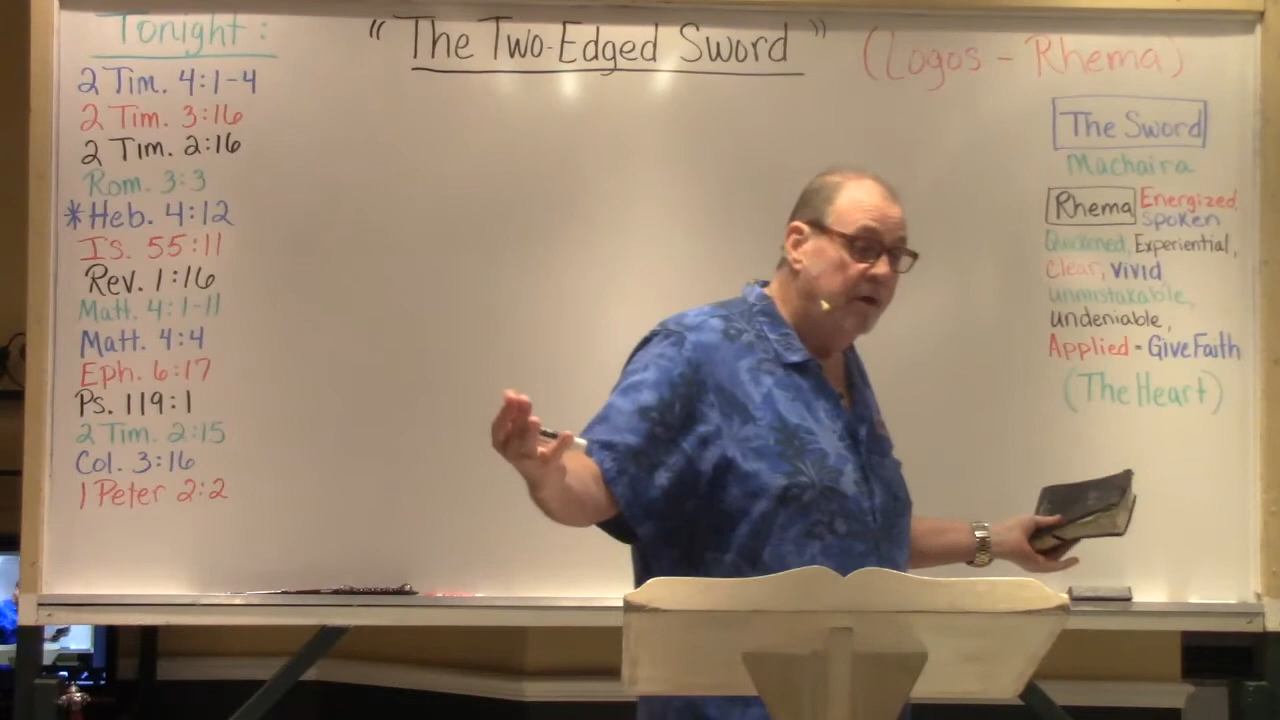 Tonight:
2 Tim. 4:1-4
2 Tim. 3:16
2 Tim. 2:16
Rom. 3:3
*Heb. 4:12
Is. 55:11
Rev. 1:16
Matt. 4:1-11
Matt. 4:4
Eph. 6:17
Ps. 119:1
2 Tim. 2:15
Col. 3:16
1 Peter 2:2
"The Two-Edged Sword"
(Logos - Rhema)
The Sword
Machaira
Rhema Energized,
spoken
Quickened, Experiential,
Clear, vivid,
unmistakable,
undeniable,
Applied = Give Faith
(The Heart)